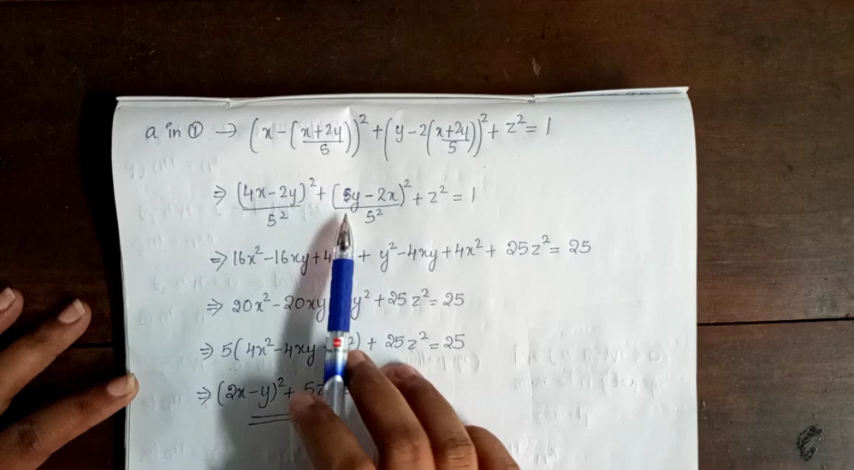 a in ① → (x - (x+2y)/5)² + (y - 2(x+2y)/5)² + z² = 1
⇒ (4x - 2y)²/5² + (5y - 2x)²/5² + z² = 1
⇒ 16x² - 16xy + 4 + y² - 4xy + 4x² + 25z² = 25
⇒ 20x² - 20xy y² + 25z² = 25
⇒ 5(4x² - 4xy ²) + 25z² = 25
⇒ (2x - y)² + 5z